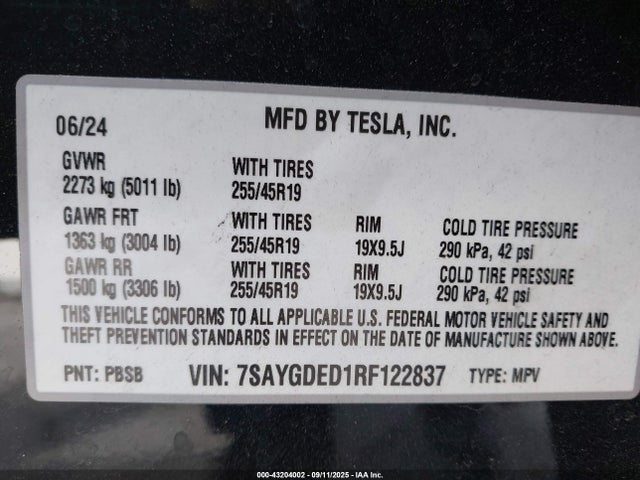 06/24 MFD BY TESLA, INC.
GVWR WITH TIRES
2273 kg (5011 lb) 255/45R19
GAWR FRT WITH TIRES RIM COLD TIRE PRESSURE
1363 kg (3004 lb) 255/45R19 19X9.5J 290 kPa, 42 psi
GAWR RR WITH TIRES RIM COLD TIRE PRESSURE
1500 kg (3306 lb) 255/45R19 19X9.5J 290 kPa, 42 psi
THIS VEHICLE CONFORMS TO ALL APPLICABLE U.S. FEDERAL MOTOR VEHICLE SAFETY AND
THEFT PREVENTION STANDARDS IN EFFECT ON THE DATE OF MANUFACTURE SHOWN ABOVE.
PNT: PBSB VIN: 7SAYGDED1RF122837 TYPE: MPV
000-43204002 - 09/11/2025 - IAA Inc.